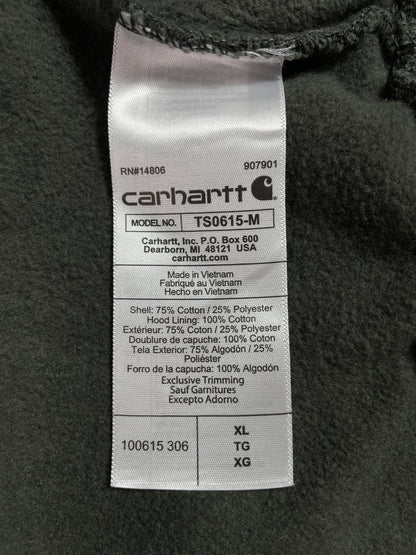 RN#14806 907901
carhartt
MODEL NO. TS0615-M
Carhartt, Inc. P.O. Box 600
Dearborn, MI 48121 USA
carhartt.com
Made in Vietnam
Fabriqué au Vietnam
Hecho en Vietnam
Shell: 75% Cotton / 25% Polyester
Hood Lining: 100% Cotton
Extérieur: 75% Coton / 25% Polyester
Doublure de capuche: 100% Coton
Tela Exterior: 75% Algodón / 25%
Poliéster
Forro de la capucha: 100% Algodón
Exclusive Trimming
Sauf Garnitures
Excepto Adorno
100615 306
XL
TG
XG